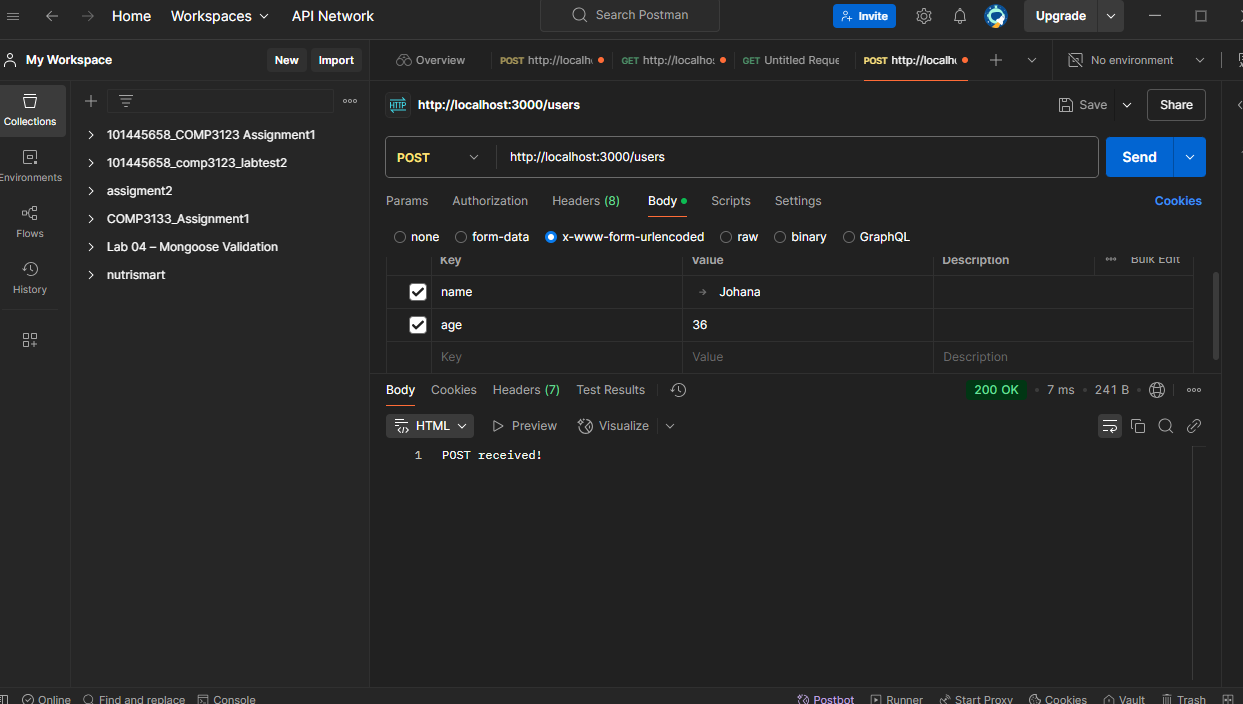 Home Workspaces API Network Search Postman Invite Upgrade
My Workspace New Import Overview POST http://localh GET http://localhos: GET Untitled Reque POST http://localh No environment
Collections
Environments
Flows
History
101445658_COMP3123 Assignment1
101445658_comp3123_labtest2
assigment2
COMP3133_Assignment1
Lab 04 – Mongoose Validation
nutrismart
HTTP http://localhost:3000/users Save Share
POST http://localhost:3000/users Send
Params Authorization Headers (8) Body Scripts Settings Cookies
none form-data x-www-form-urlencoded raw binary GraphQL
Key Value Description Bulk Edit
name Johana
age 36
Key Value Description
Body Cookies Headers (7) Test Results 200 OK 7 ms 241 B
HTML Preview Visualize
1 POST received!
Online Find and replace Console Postbot Runner Start Proxy Cookies Vault Trash